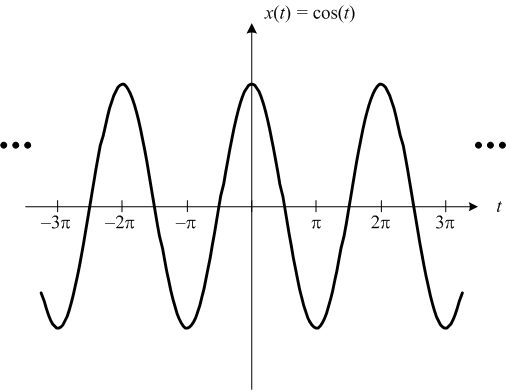 x(t) = cos(t)
••• •••
–3π –2π –π π 2π 3π t